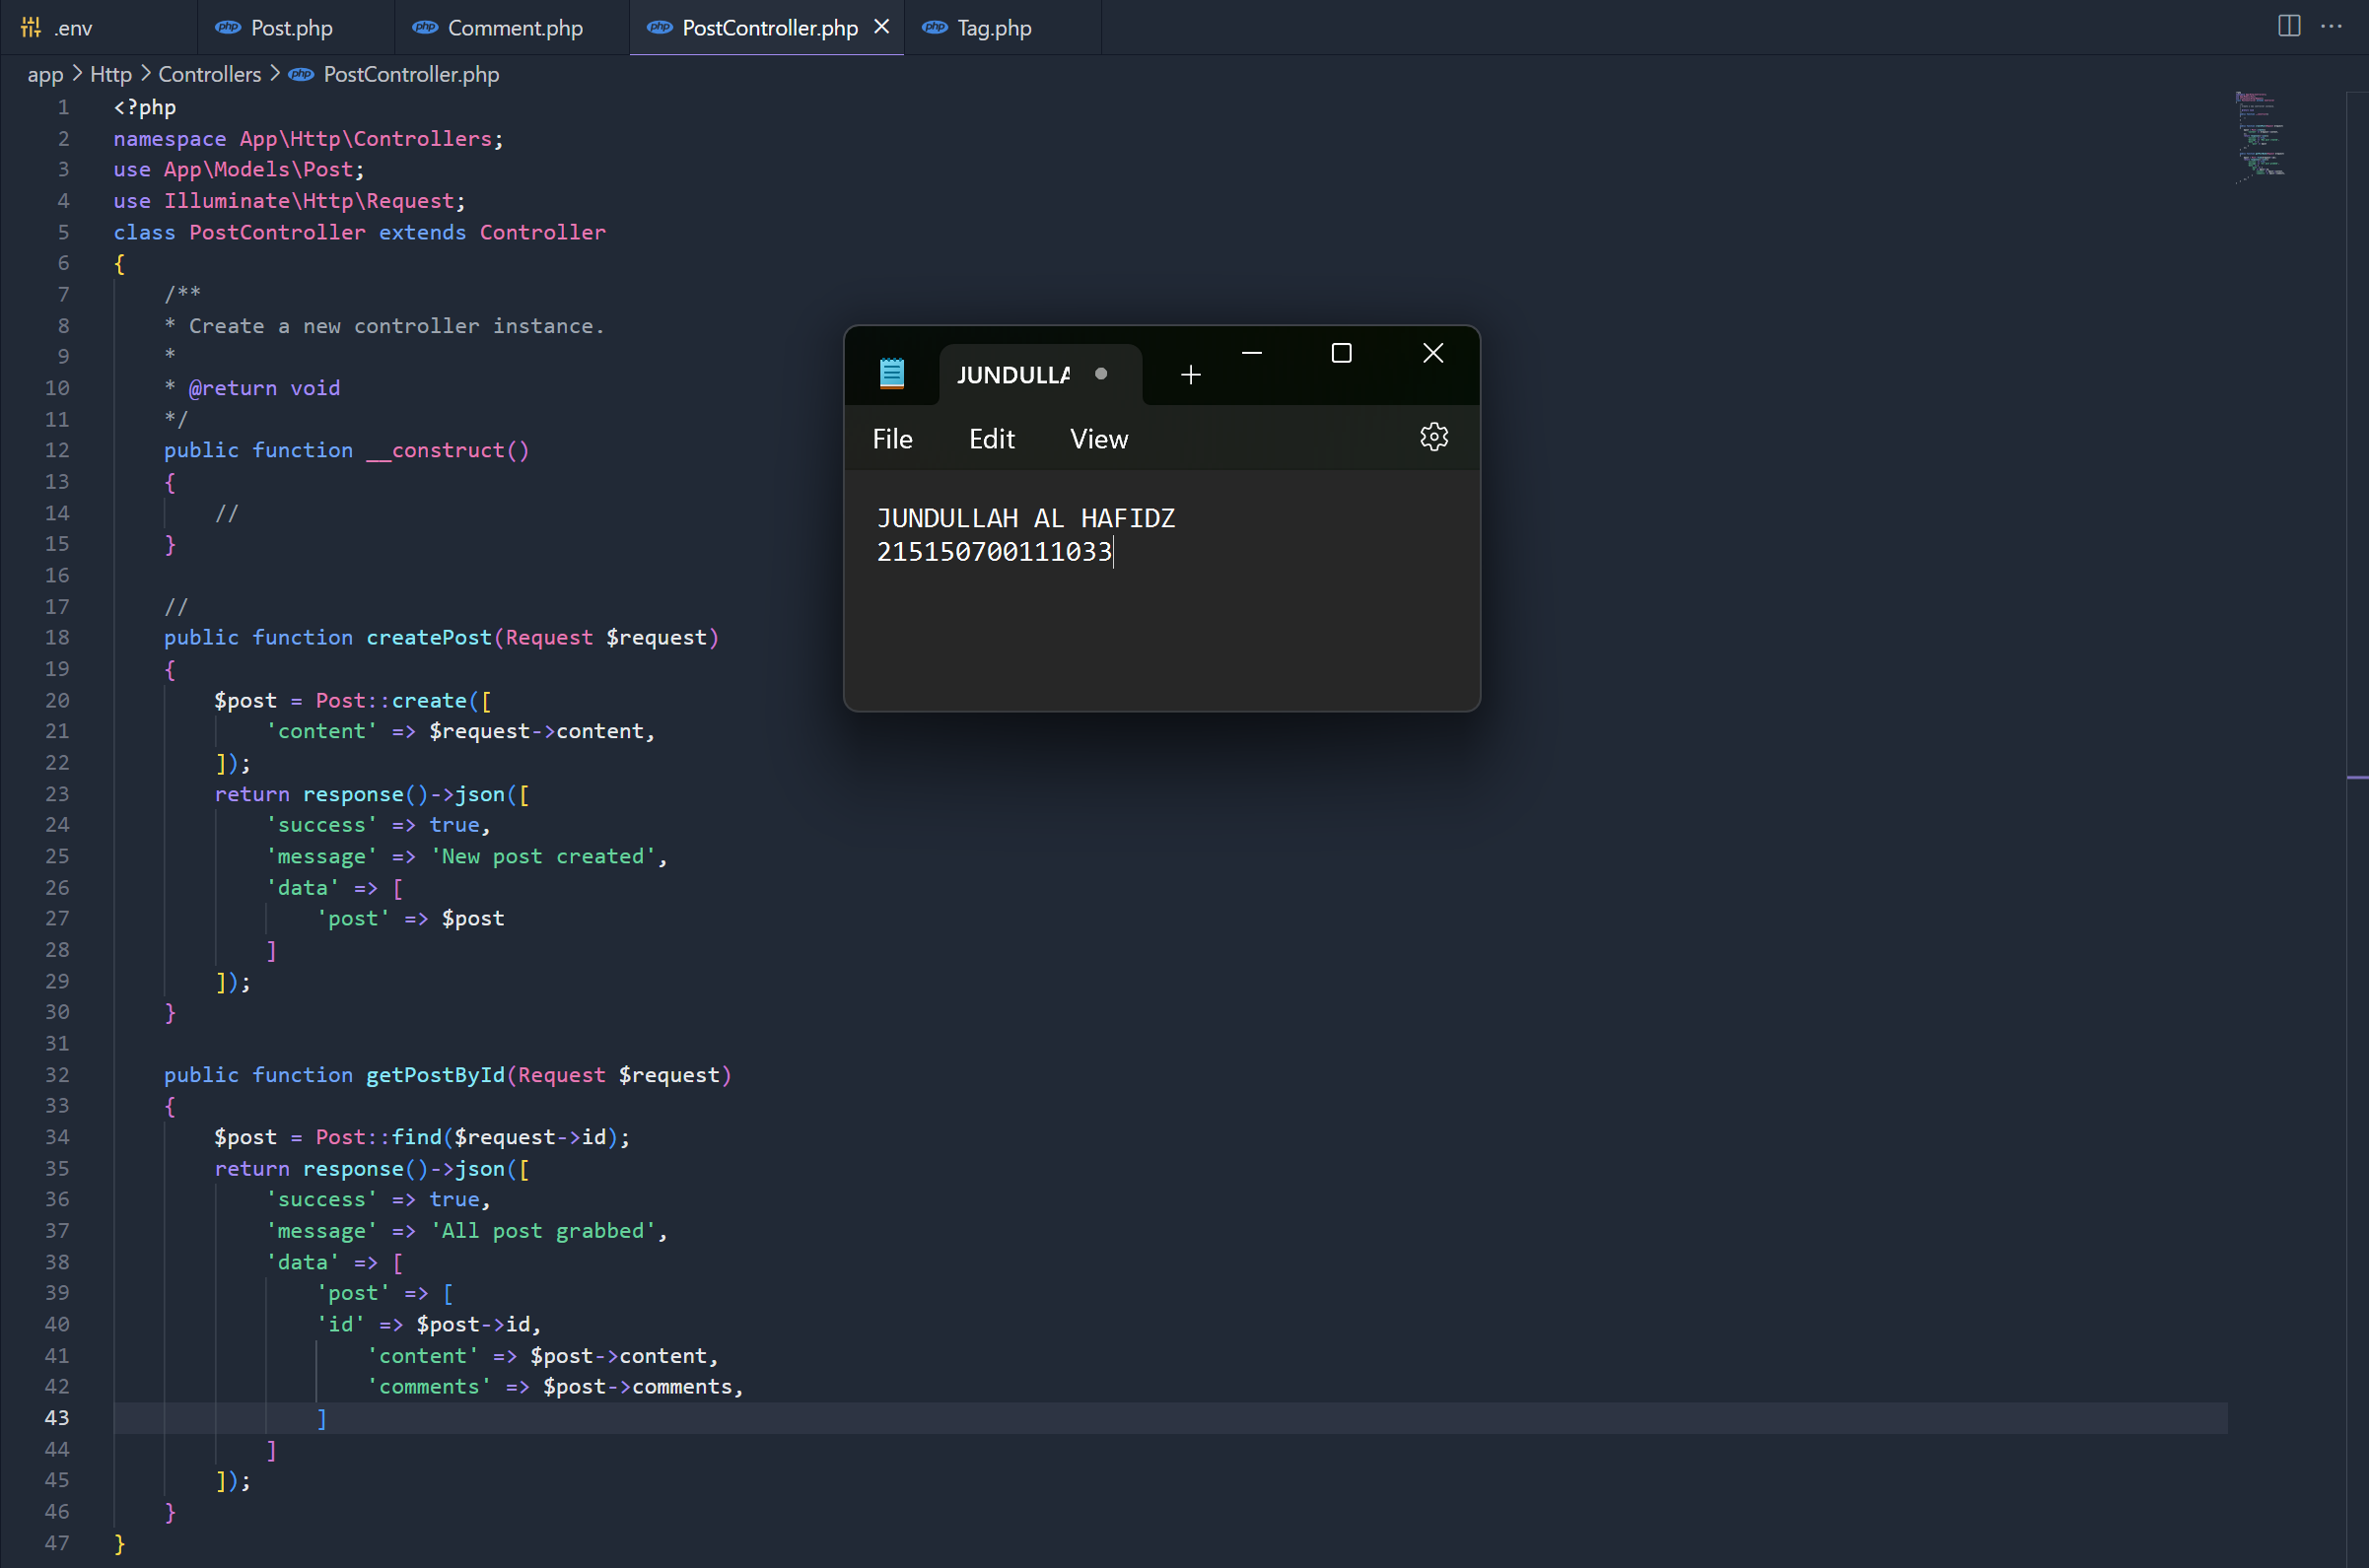 .env
Post.php
Comment.php
PostController.php
Tag.php
app > Http > Controllers > PostController.php
1 <?php
2 namespace App\Http\Controllers;
3 use App\Models\Post;
4 use Illuminate\Http\Request;
5 class PostController extends Controller
6 {
7     /**
8     * Create a new controller instance.
9     *
10     * @return void
11     */
12     public function __construct()
13     {
14         //
15     }
16
17     //
18     public function createPost(Request $request)
19     {
20         $post = Post::create([
21             'content' => $request->content,
22         ]);
23         return response()->json([
24             'success' => true,
25             'message' => 'New post created',
26             'data' => [
27                 'post' => $post
28             ]
29         ]);
30     }
31
32     public function getPostById(Request $request)
33     {
34         $post = Post::find($request->id);
35         return response()->json([
36             'success' => true,
37             'message' => 'All post grabbed',
38             'data' => [
39                 'post' => [
40                 'id' => $post->id,
41                     'content' => $post->content,
42                     'comments' => $post->comments,
43                 ]
44             ]
45         ]);
46     }
47 }
JUNDULLA
File Edit View
JUNDULLAH AL HAFIDZ
215150700111033